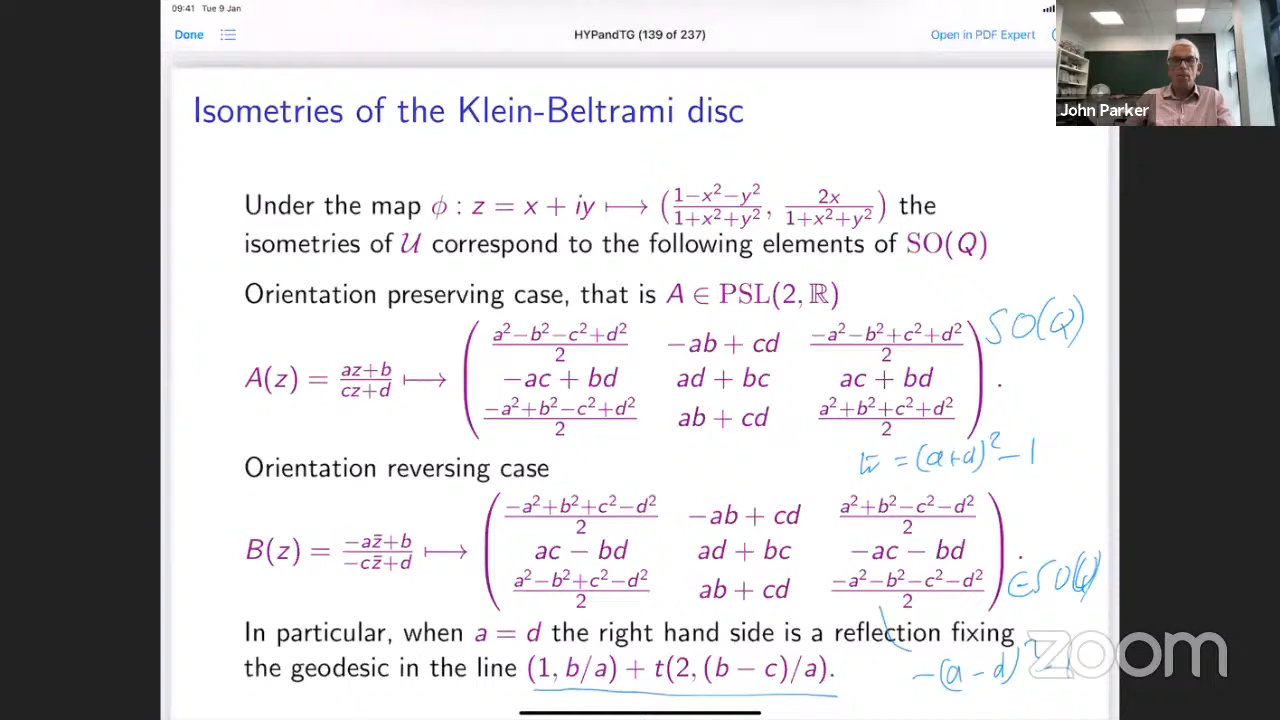 09:41 Tue 9 Jan
Done
HYPandTG (139 of 237)
Open in PDF Expert
John Parker
Isometries of the Klein-Beltrami disc
Under the map ϕ : z = x + iy ⟼ ((1−x²−y²)/(1+x²+y²), 2x/(1+x²+y²)) the
isometries of 𝒰 correspond to the following elements of SO(Q)
Orientation preserving case, that is A ∈ PSL(2, ℝ)
SO(Q)
A(z) = (az+b)/(cz+d) ⟼
(a²−b²−c²+d²)/2 −ab + cd (−a²−b²+c²+d²)/2
−ac + bd ad + bc ac + bd
(−a²+b²−c²+d²)/2 ab + cd (a²+b²+c²+d²)/2 .
tr = (a+d)² − 1
Orientation reversing case
B(z) = (−az̄+b)/(−cz̄+d) ⟼
(−a²+b²+c²−d²)/2 −ab + cd (a²+b²−c²−d²)/2
ac − bd ad + bc −ac − bd
(a²−b²+c²−d²)/2 ab + cd (−a²−b²−c²−d²)/2 .
∈ SO(Q)
In particular, when a = d the right hand side is a reflection fixing
the geodesic in the line (1, b/a) + t(2, (b − c)/a).
−(a−d)²
zoom